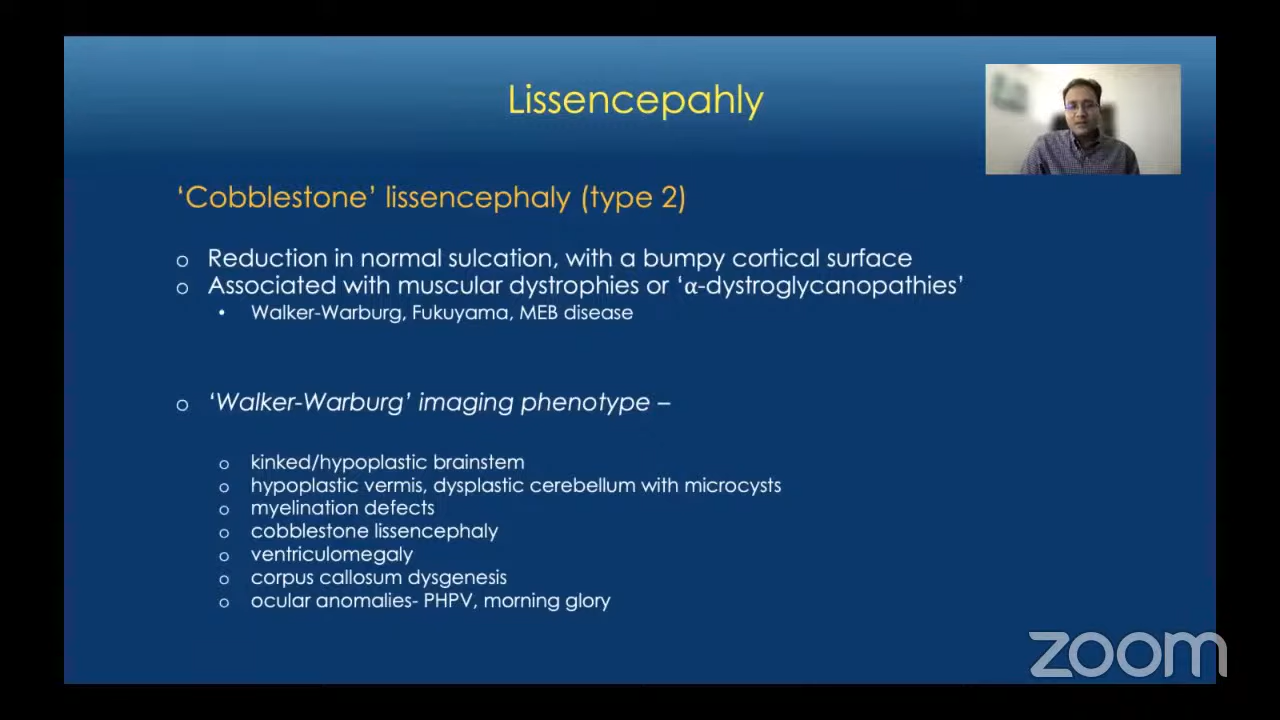 Lissencepahly
‘Cobblestone’ lissencephaly (type 2)
o Reduction in normal sulcation, with a bumpy cortical surface
o Associated with muscular dystrophies or ‘α-dystroglycanopathies’
• Walker-Warburg, Fukuyama, MEB disease
o ‘Walker-Warburg’ imaging phenotype –
o kinked/hypoplastic brainstem
o hypoplastic vermis, dysplastic cerebellum with microcysts
o myelination defects
o cobblestone lissencephaly
o ventriculomegaly
o corpus callosum dysgenesis
o ocular anomalies- PHPV, morning glory
zoom